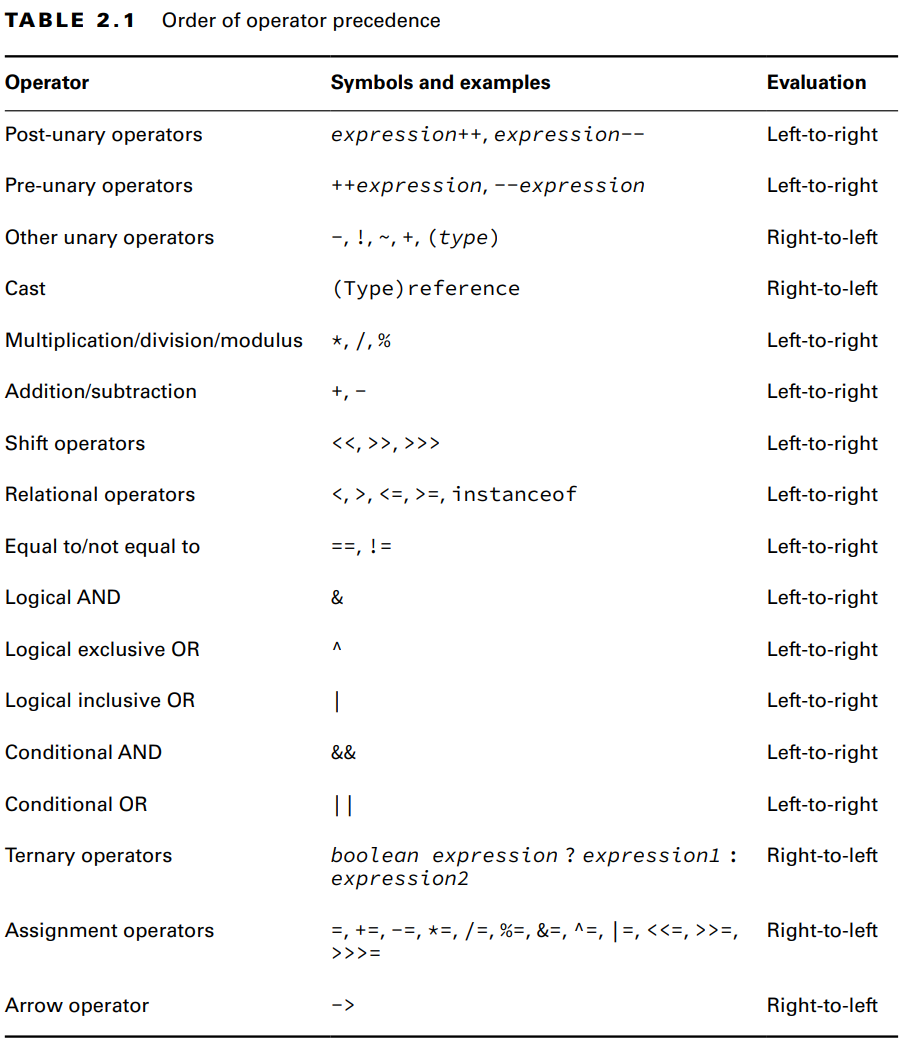 TABLE 2.1 Order of operator precedence
Operator Symbols and examples Evaluation
Post-unary operators expression++, expression-- Left-to-right
Pre-unary operators ++expression, --expression Left-to-right
Other unary operators -, !, ~, +, (type) Right-to-left
Cast (Type)reference Right-to-left
Multiplication/division/modulus *, /, % Left-to-right
Addition/subtraction +, - Left-to-right
Shift operators <<, >>, >>> Left-to-right
Relational operators <, >, <=, >=, instanceof Left-to-right
Equal to/not equal to ==, != Left-to-right
Logical AND & Left-to-right
Logical exclusive OR ^ Left-to-right
Logical inclusive OR | Left-to-right
Conditional AND && Left-to-right
Conditional OR || Left-to-right
Ternary operators boolean expression ? expression1 : Right-to-left
expression2
Assignment operators =, +=, -=, *=, /=, %=, &=, ^=, |=, <<=, >>=, Right-to-left
>>>=
Arrow operator -> Right-to-left